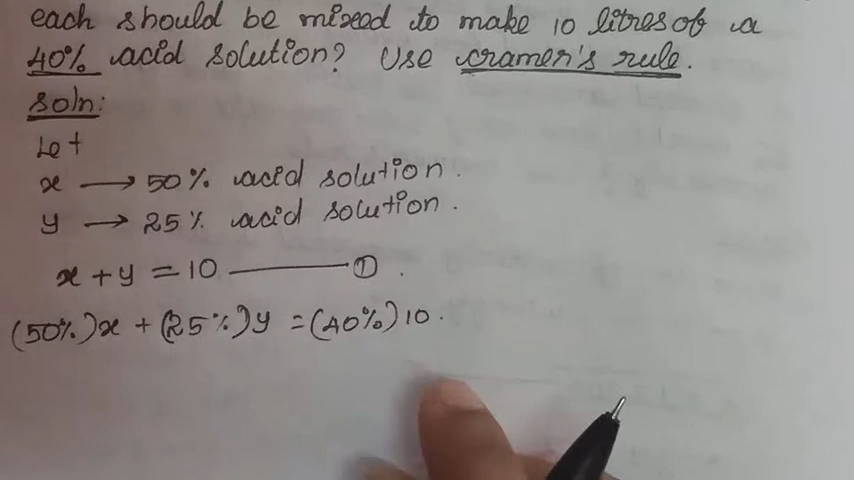 each should be mixed to make 10 litres of a
40% acid solution? Use cramer's rule.
Soln:
Let
x → 50% acid solution.
y → 25% acid solution.
x + y = 10 ——— ①.
(50%)x + (25%)y = (40%)10.